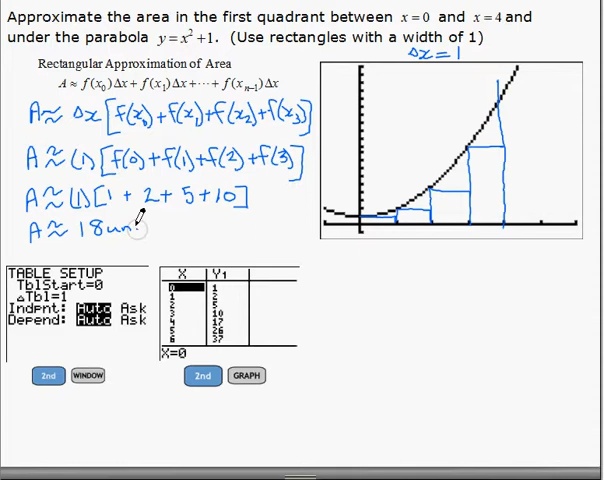 Approximate the area in the first quadrant between x = 0 and x = 4 and
under the parabola y = x² + 1. (Use rectangles with a width of 1)
Δx = 1
Rectangular Approximation of Area
A ≈ f(x₀)Δx + f(x₁)Δx + ⋯ + f(xₙ₋₁)Δx
A ≈ Δx [f(x₀) + f(x₁) + f(x₂) + f(x₃)]
A ≈ (1) [f(0) + f(1) + f(2) + f(3)]
A ≈ (1) [1 + 2 + 5 + 10]
A ≈ 18 uni
TABLE SETUP
TblStart=0
△Tbl=1
Indpnt: Auto Ask
Depend: Auto Ask
X Y₁
0 1
1 2
2 5
3 10
4 17
5 26
6 37
X=0
2nd WINDOW
2nd GRAPH